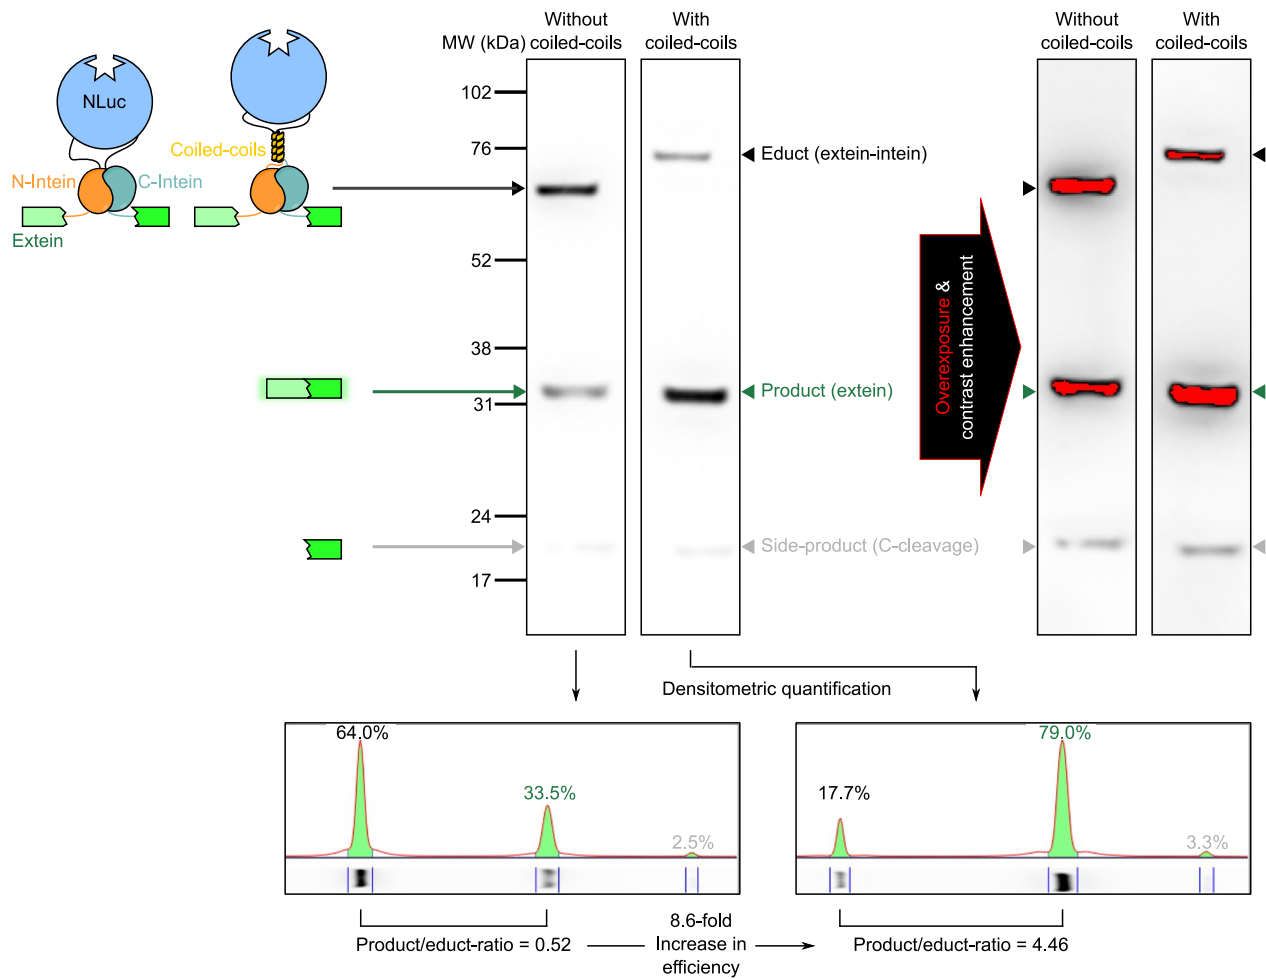 Without
coiled-coils
With
coiled-coils
MW (kDa)
Without
coiled-coils
With
coiled-coils
NLuc
Coiled-coils
N-Intein
C-Intein
Extein
102
76
52
38
31
24
17
Educt (extein-intein)
Product (extein)
Side-product (C-cleavage)
Overexposure &
contrast enhancement
Densitometric quantification
64.0%
33.5%
2.5%
17.7%
79.0%
3.3%
Product/educt-ratio = 0.52
8.6-fold
Increase in
efficiency
Product/educt-ratio = 4.46